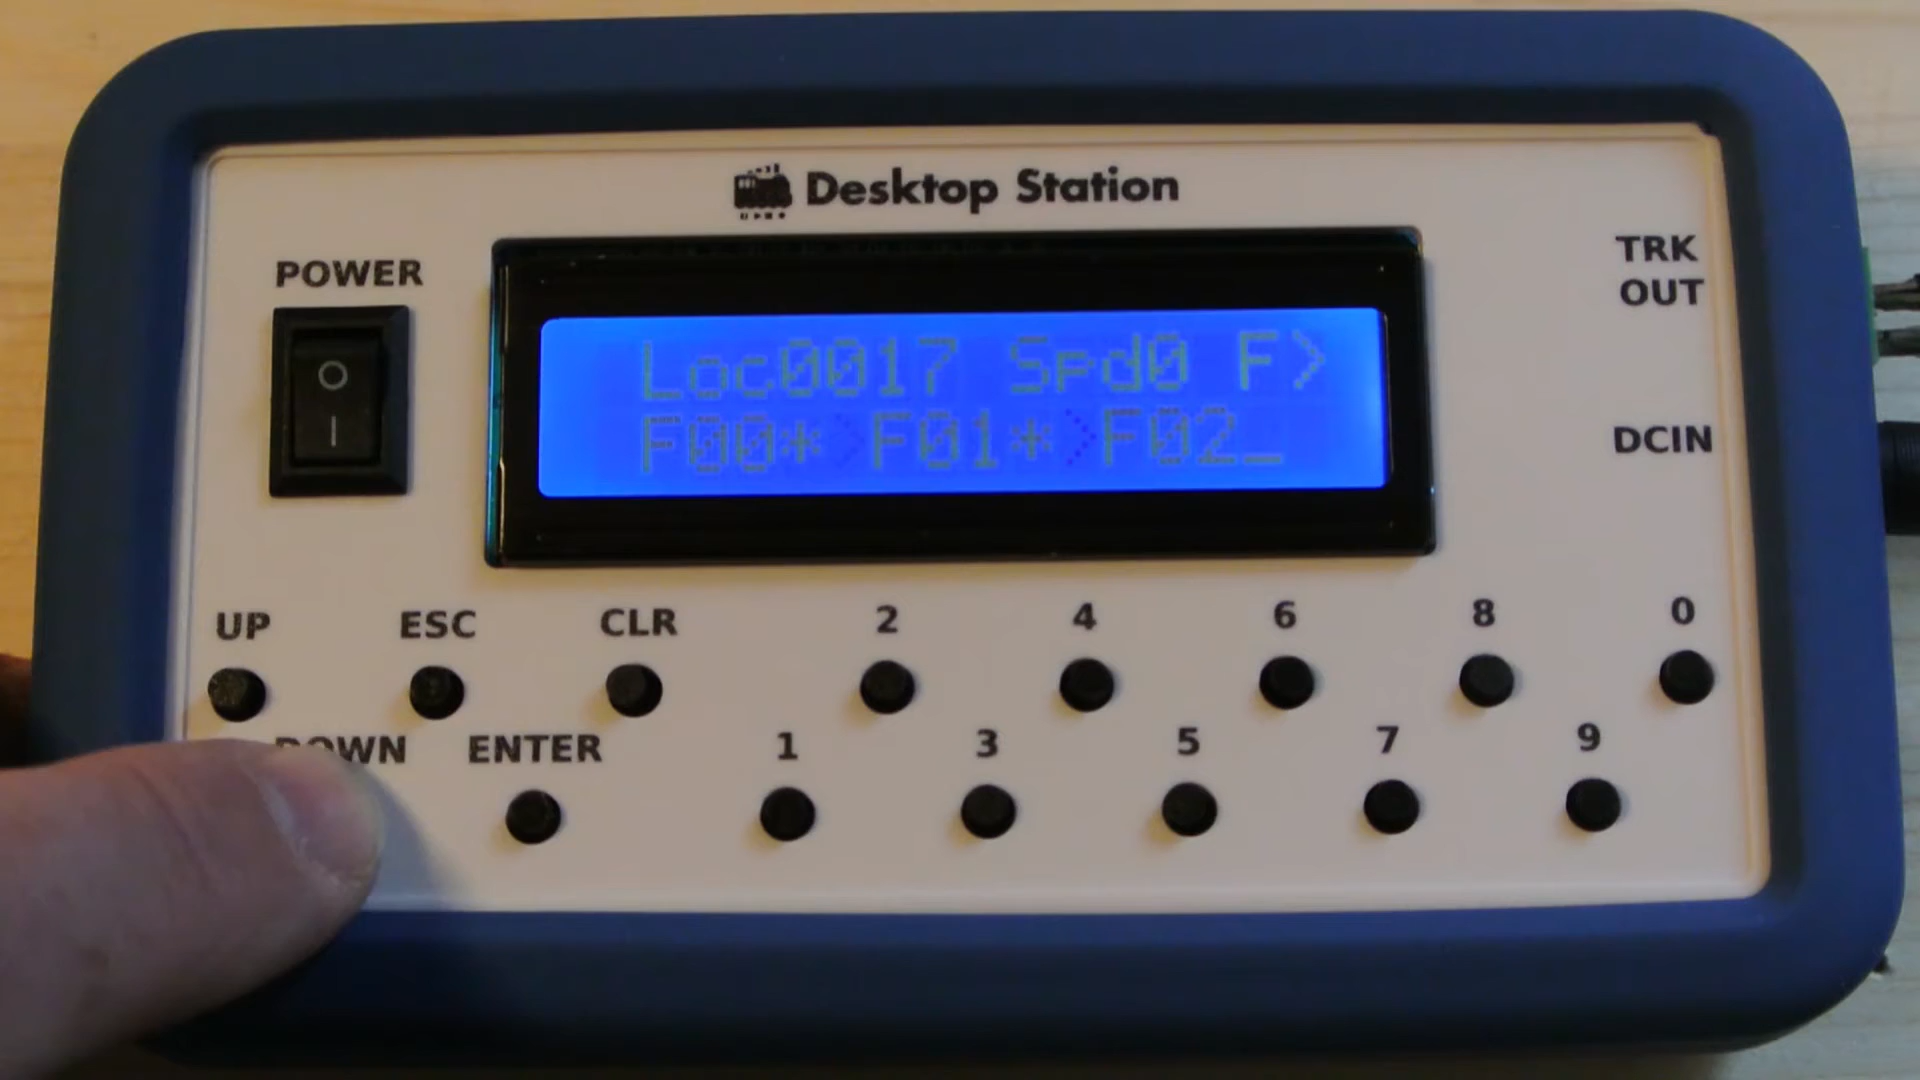 Desktop Station
POWER
TRK
OUT
Loc0017 Spd0 F>
F00* >F01* >F02_
DCIN
UP
ESC
CLR
2
4
6
8
0
DOWN
ENTER
1
3
5
7
9